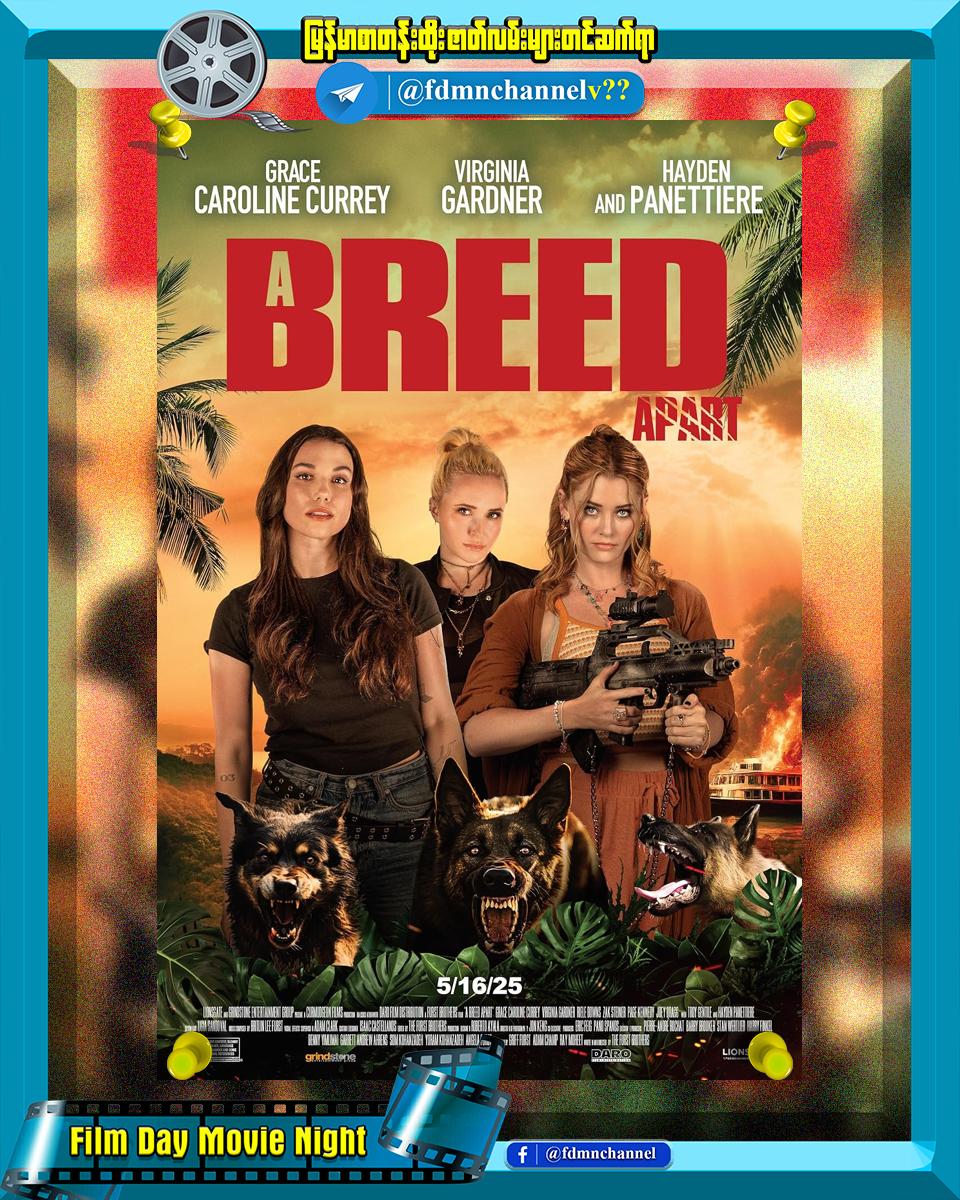 မြန်မာစာတန်းထိုး ဇာတ်လမ်းများတင်ဆက်ရာ
@fdmnchannelv??
GRACE
CAROLINE CURREY
VIRGINIA
GARDNER
HAYDEN
AND PANETTIERE
A BREED
APART
5/16/25
grindstone
DARO
LIONS
Film Day Movie Night
@fdmnchannel